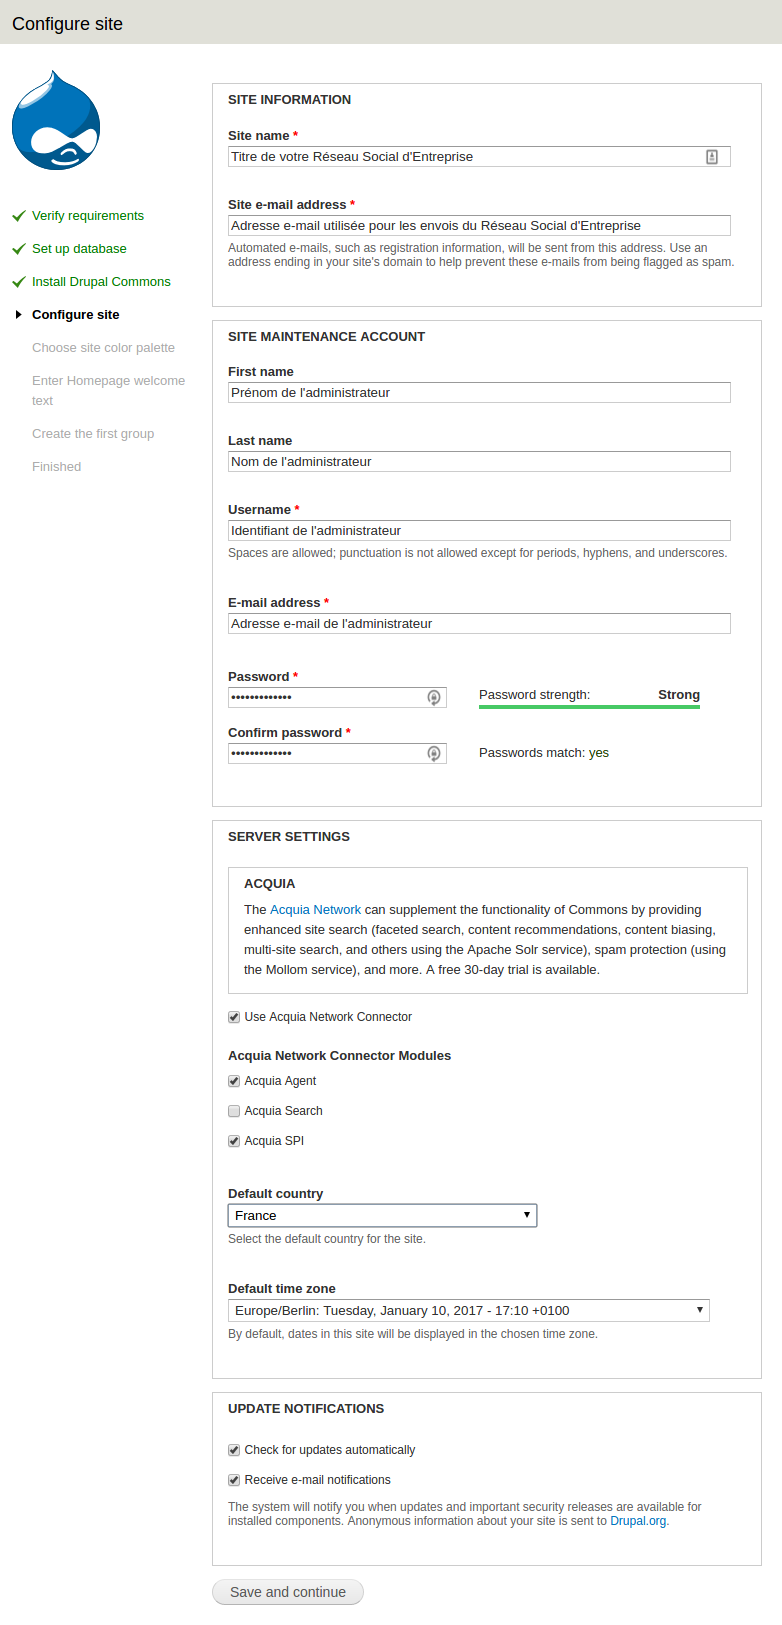 Configure site
Verify requirements
Set up database
Install Drupal Commons
Configure site
Choose site color palette
Enter Homepage welcome
text
Create the first group
Finished
SITE INFORMATION
Site name *
Titre de votre Réseau Social d'Entreprise
Site e-mail address *
Adresse e-mail utilisée pour les envois du Réseau Social d'Entreprise
Automated e-mails, such as registration information, will be sent from this address. Use an
address ending in your site's domain to help prevent these e-mails from being flagged as spam.
SITE MAINTENANCE ACCOUNT
First name
Prénom de l'administrateur
Last name
Nom de l'administrateur
Username *
Identifiant de l'administrateur
Spaces are allowed; punctuation is not allowed except for periods, hyphens, and underscores.
E-mail address *
Adresse e-mail de l'administrateur
Password *
•••••••••••••
Password strength: Strong
Confirm password *
•••••••••••••
Passwords match: yes
SERVER SETTINGS
ACQUIA
The Acquia Network can supplement the functionality of Commons by providing
enhanced site search (faceted search, content recommendations, content biasing,
multi-site search, and others using the Apache Solr service), spam protection (using
the Mollom service), and more. A free 30-day trial is available.
Use Acquia Network Connector
Acquia Network Connector Modules
Acquia Agent
Acquia Search
Acquia SPI
Default country
France
Select the default country for the site.
Default time zone
Europe/Berlin: Tuesday, January 10, 2017 - 17:10 +0100
By default, dates in this site will be displayed in the chosen time zone.
UPDATE NOTIFICATIONS
Check for updates automatically
Receive e-mail notifications
The system will notify you when updates and important security releases are available for
installed components. Anonymous information about your site is sent to Drupal.org.
Save and continue